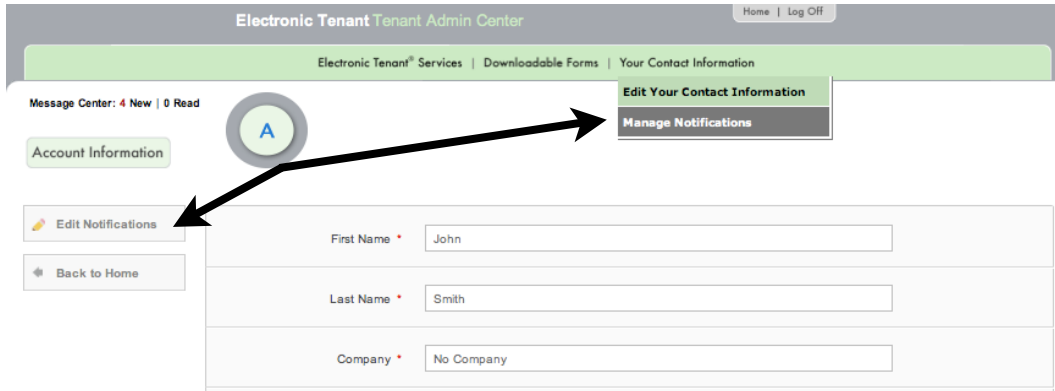 Electronic Tenant Tenant Admin Center
Home | Log Off
Electronic Tenant® Services | Downloadable Forms | Your Contact Information
Edit Your Contact Information
Manage Notifications
Message Center: 4 New | 0 Read
A
Account Information
Edit Notifications
Back to Home
First Name * John
Last Name * Smith
Company * No Company